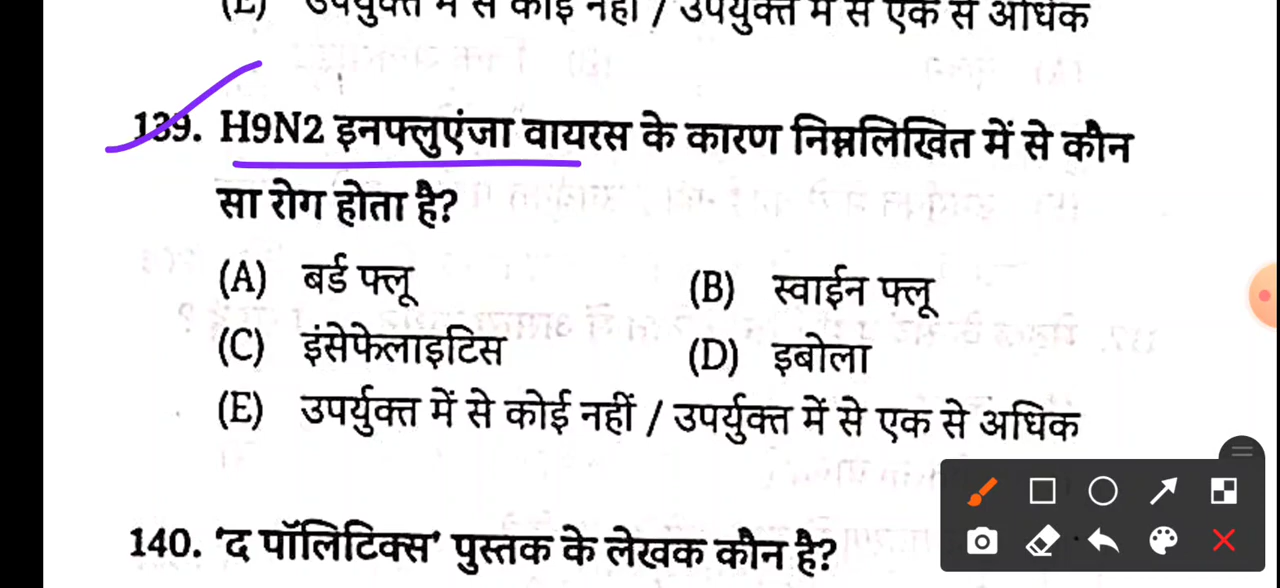 (E) उपर्युक्त में से कोई नहीं / उपर्युक्त में से एक से अधिक
139. H9N2 इनफ्लुएंजा वायरस के कारण निम्नलिखित में से कौन
सा रोग होता है?
(A) बर्ड फ्लू (B) स्वाईन फ्लू
(C) इंसेफेलाइटिस (D) इबोला
(E) उपर्युक्त में से कोई नहीं / उपर्युक्त में से एक से अधिक
140. 'द पॉलिटिक्स' पुस्तक के लेखक कौन है?